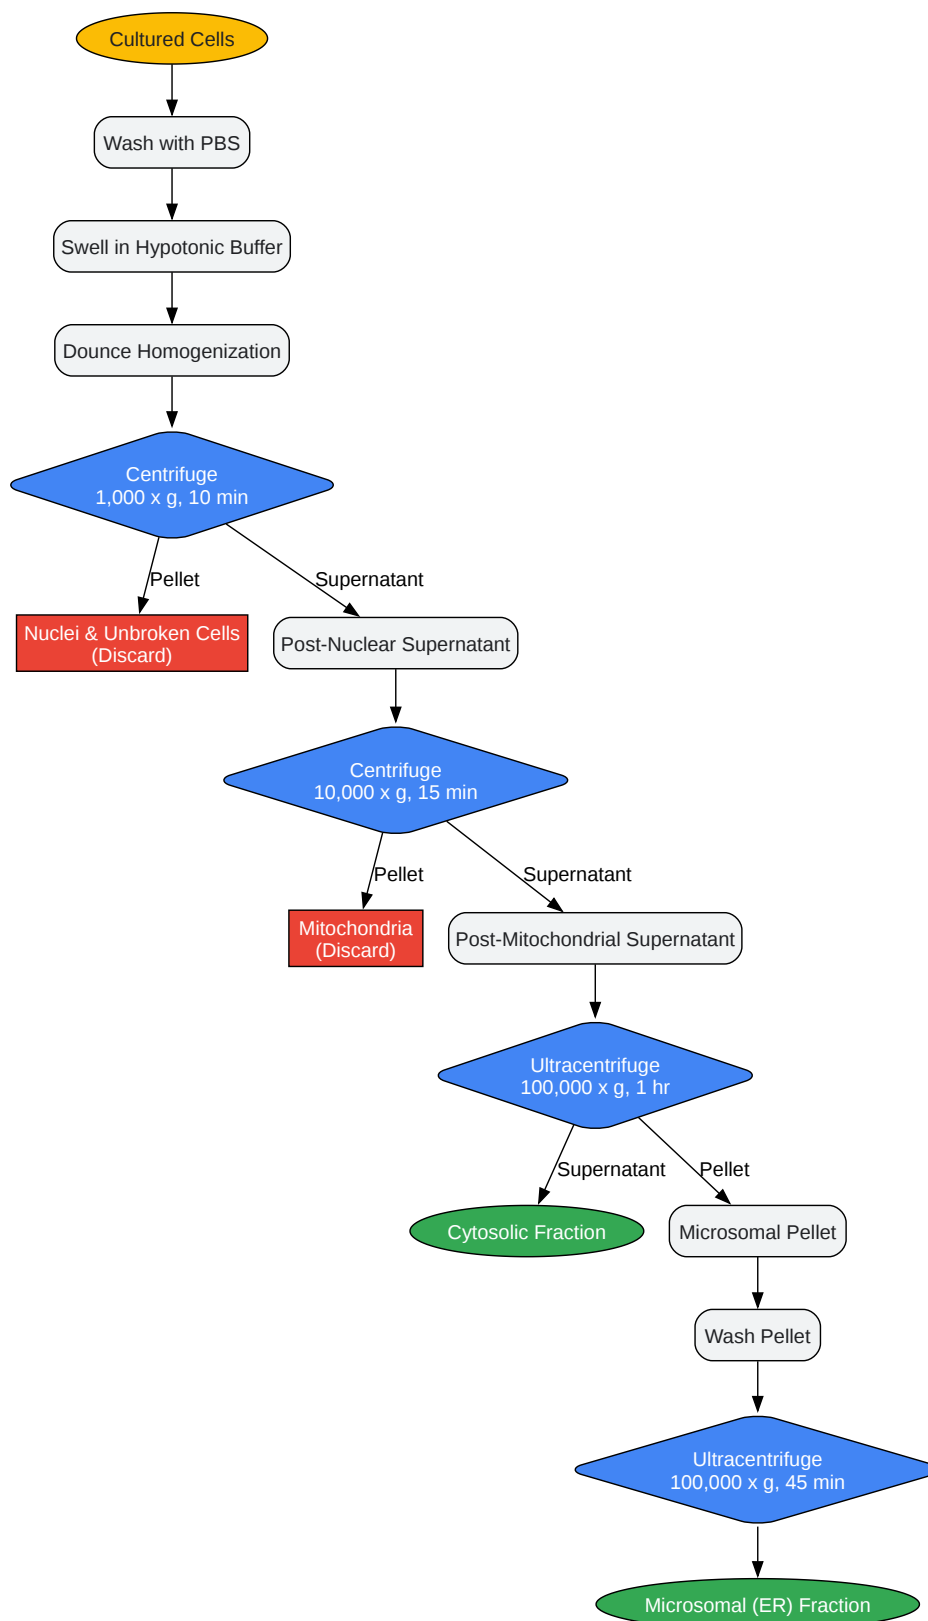 Cultured Cells
Wash with PBS
Swell in Hypotonic Buffer
Dounce Homogenization
Centrifuge
1,000 x g, 10 min
Pellet
Supernatant
Nuclei & Unbroken Cells
(Discard)
Post-Nuclear Supernatant
Centrifuge
10,000 x g, 15 min
Pellet
Supernatant
Mitochondria
(Discard)
Post-Mitochondrial Supernatant
Ultracentrifuge
100,000 x g, 1 hr
Supernatant
Pellet
Cytosolic Fraction
Microsomal Pellet
Wash Pellet
Ultracentrifuge
100,000 x g, 45 min
Microsomal (ER) Fraction